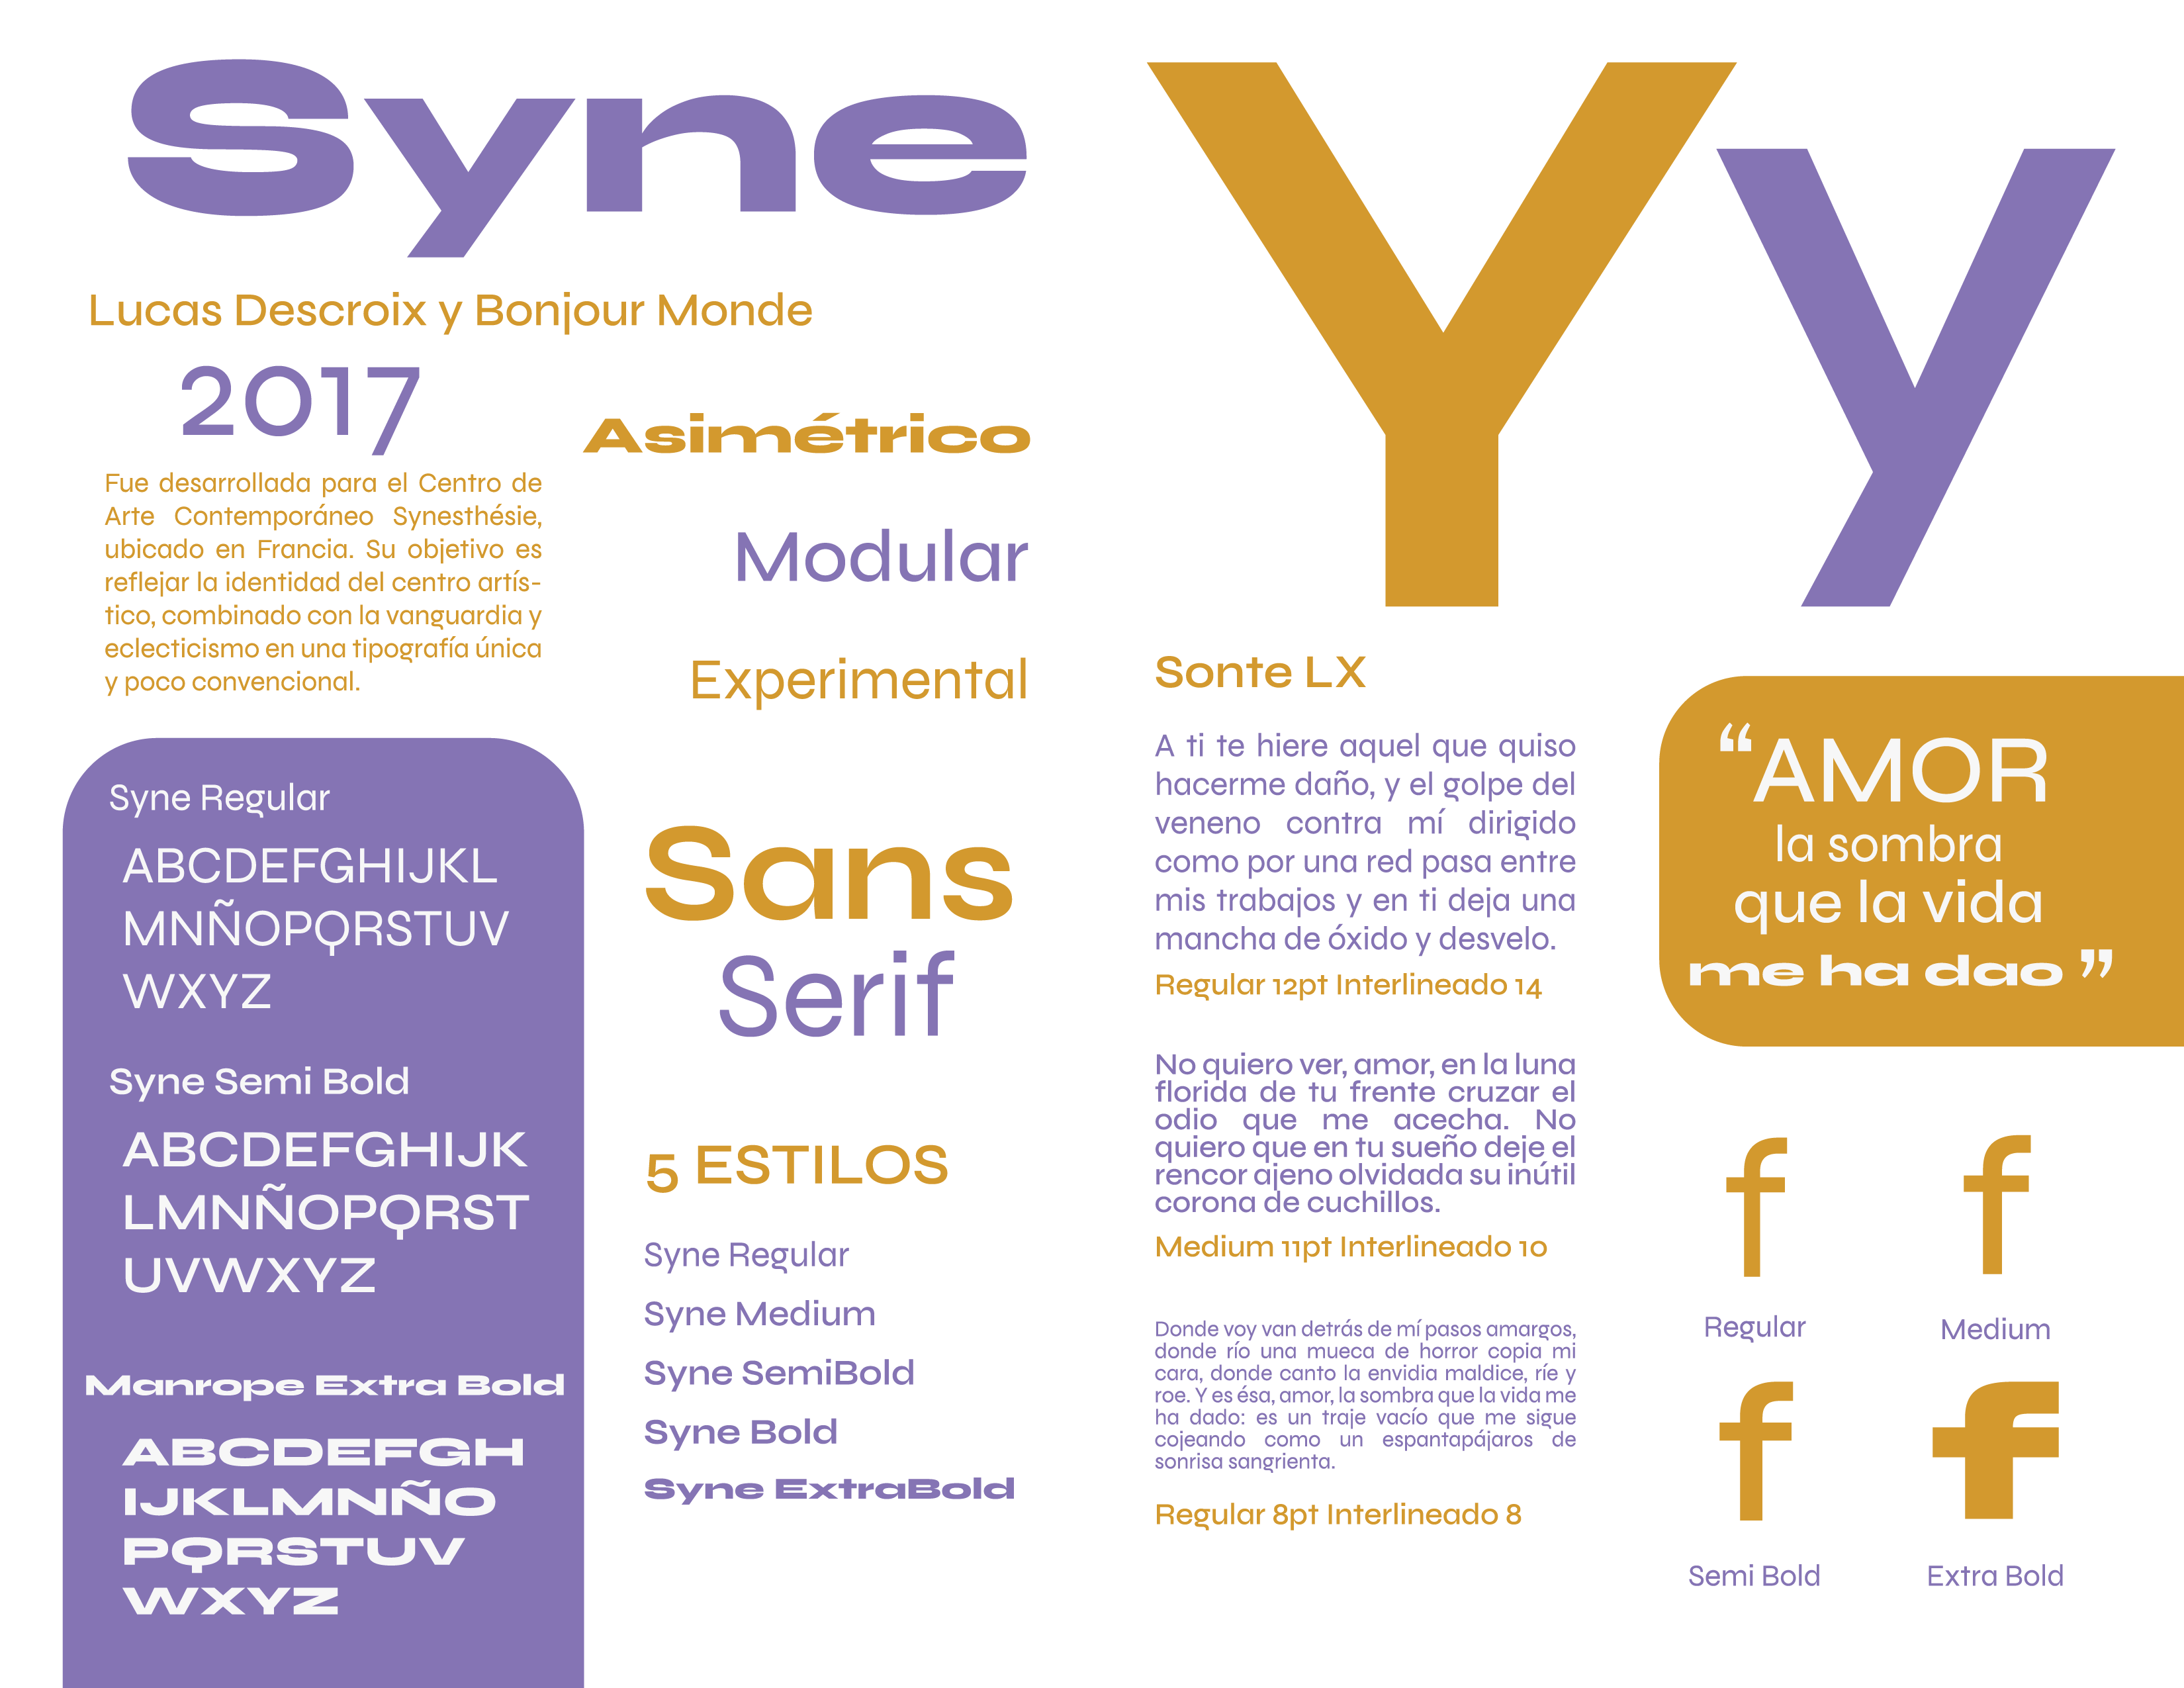 Syne
Lucas Descroix y Bonjour Monde
2017
Fue desarrollada para el Centro de
Arte Contemporáneo Synesthésie,
ubicado en Francia. Su objetivo es
reflejar la identidad del centro artís-
tico, combinado con la vanguardia y
eclecticismo en una tipografía única
y poco convencional.
Asimétrico
Modular
Experimental
Syne Regular
ABCDEFGHIJKL
MNÑOPQRSTUV
WXYZ
Syne Semi Bold
ABCDEFGHIJK
LMNÑOPQRST
UVWXYZ
Manrope Extra Bold
ABCDEFGH
IJKLMNÑO
PQRSTUV
WXYZ
Sans
Serif
5 ESTILOS
Syne Regular
Syne Medium
Syne SemiBold
Syne Bold
Syne ExtraBold
Yy
Sonte LX
A ti te hiere aquel que quiso
hacerme daño, y el golpe del
veneno contra mí dirigido
como por una red pasa entre
mis trabajos y en ti deja una
mancha de óxido y desvelo.
Regular 12pt Interlineado 14
No quiero ver, amor, en la luna
florida de tu frente cruzar el
odio que me acecha. No
quiero que en tu sueño deje el
rencor ajeno olvidada su inútil
corona de cuchillos.
Medium 11pt Interlineado 10
Donde voy van detrás de mí pasos amargos,
donde río una mueca de horror copia mi
cara, donde canto la envidia maldice, ríe y
roe. Y es ésa, amor, la sombra que la vida me
ha dado: es un traje vacío que me sigue
cojeando como un espantapájaros de
sonrisa sangrienta.
Regular 8pt Interlineado 8
“AMOR
la sombra
que la vida
me ha dao ”
f f
Regular Medium
f f
Semi Bold Extra Bold